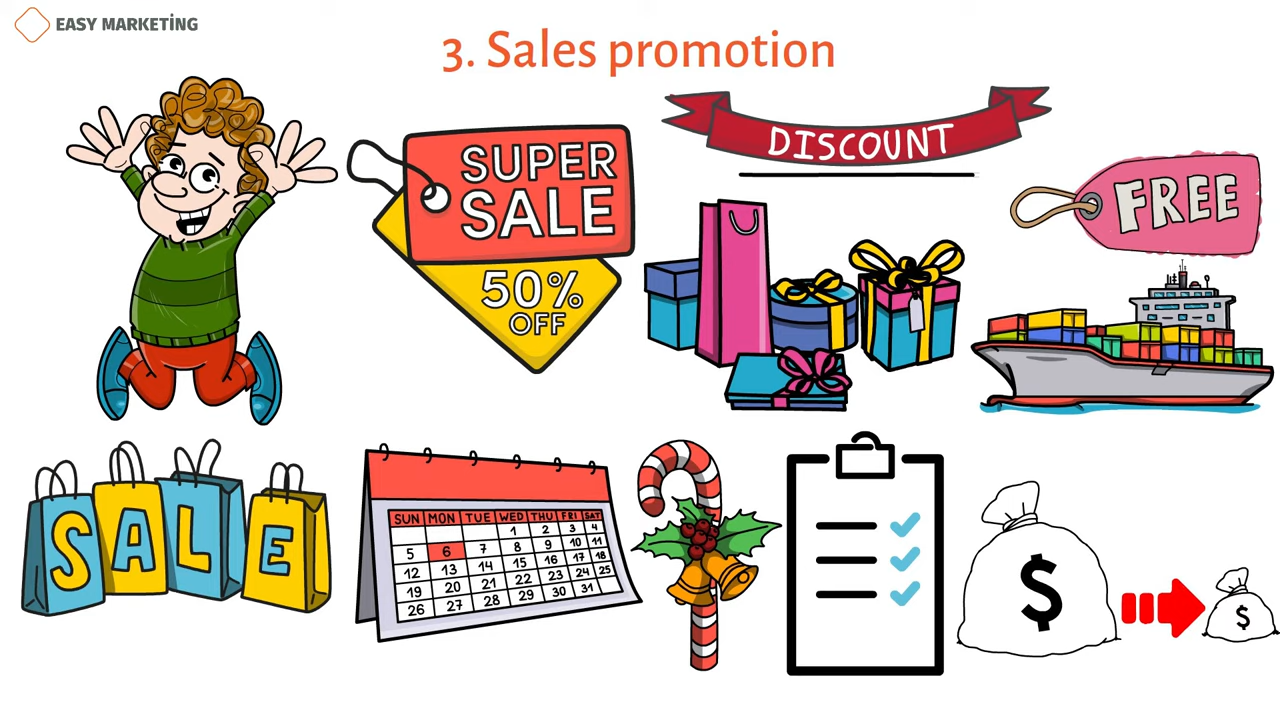 EASY MARKETİNG
3. Sales promotion
SUPER
SALE
50%
OFF
DISCOUNT
FREE
SALE
SUN MON TUE WED THU FRI SAT
1 2 3 4
5 6 7 8 9 10 11
12 13 14 15 16 17 18
19 20 21 22 23 24 25
26 27 28 29 30 31
$
$